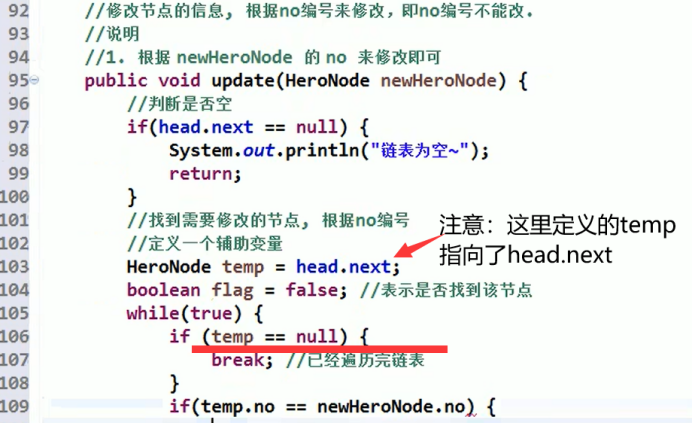 92 //修改节点的信息, 根据no编号来修改，即no编号不能改.
93 //说明
94 //1. 根据 newHeroNode 的 no 来修改即可
95 public void update(HeroNode newHeroNode) {
96 //判断是否空
97 if(head.next == null) {
98 System.out.println("链表为空~");
99 return;
100 }
101 //找到需要修改的节点, 根据no编号
102 //定义一个辅助变量
103 HeroNode temp = head.next;
注意：这里定义的temp
指向了head.next
104 boolean flag = false; //表示是否找到该节点
105 while(true) {
106 if (temp == null) {
107 break; //已经遍历完链表
108 }
109 if(temp.no == newHeroNode.no) {